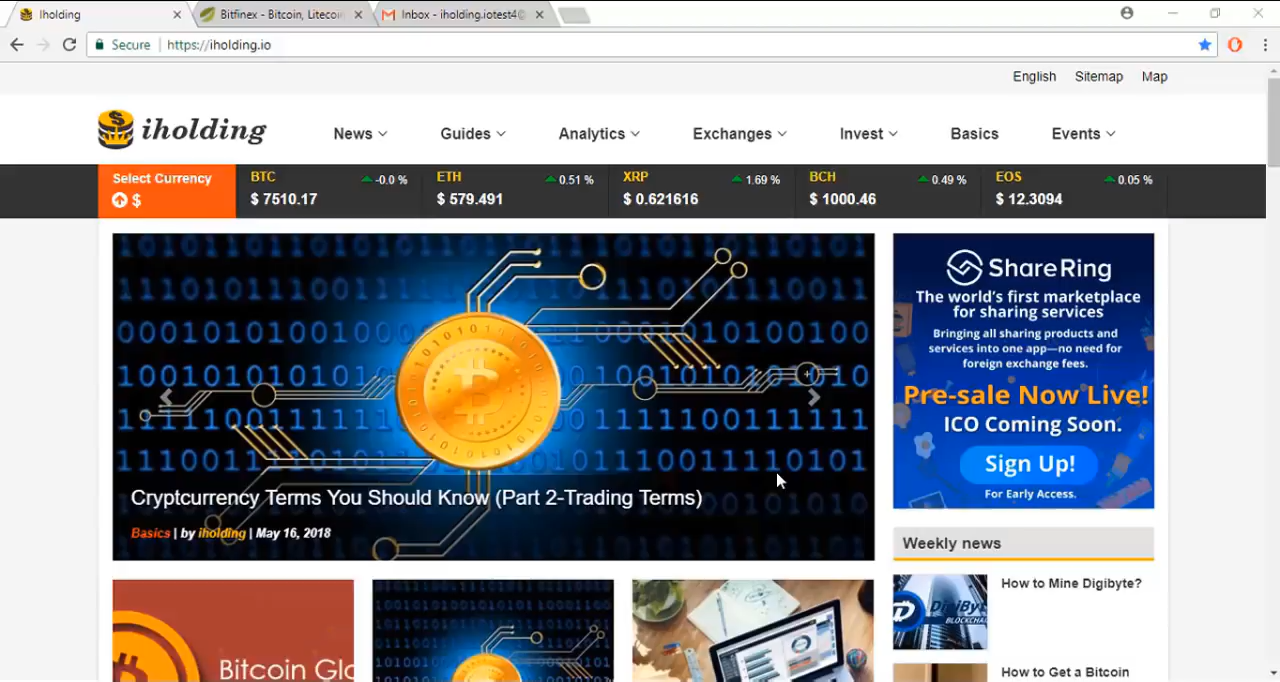 Iholding
Bitfinex - Bitcoin, Litecoin
Inbox - iholding.iotest4@
Secure
https://iholding.io
English
Sitemap
Map
iholding
News
Guides
Analytics
Exchanges
Invest
Basics
Events
Select Currency
$
BTC
-0.0 %
$ 7510.17
ETH
0.51 %
$ 579.491
XRP
1.69 %
$ 0.621616
BCH
0.49 %
$ 1000.46
EOS
0.05 %
$ 12.3094
Cryptcurrency Terms You Should Know (Part 2-Trading Terms)
Basics | by iholding | May 16, 2018
ShareRing
The world's first marketplace
for sharing services
Bringing all sharing products and
services into one app—no need for
foreign exchange fees.
Pre-sale Now Live!
ICO Coming Soon.
Sign Up!
For Early Access.
Weekly news
How to Mine Digibyte?
DigiByte
BLOCKCHAIN
How to Get a Bitcoin
Bitcoin Glo